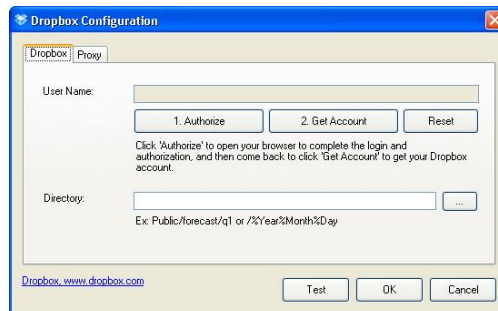 Dropbox Configuration
Dropbox Proxy
User Name:
1. Authorize 2. Get Account Reset
Click 'Authorize' to open your browser to complete the login and
authorization, and then come back to click 'Get Account' to get your Dropbox
account.
Directory:
...
Ex: Public/forecast/q1 or /%Year%Month%Day
Dropbox, www.dropbox.com
Test OK Cancel